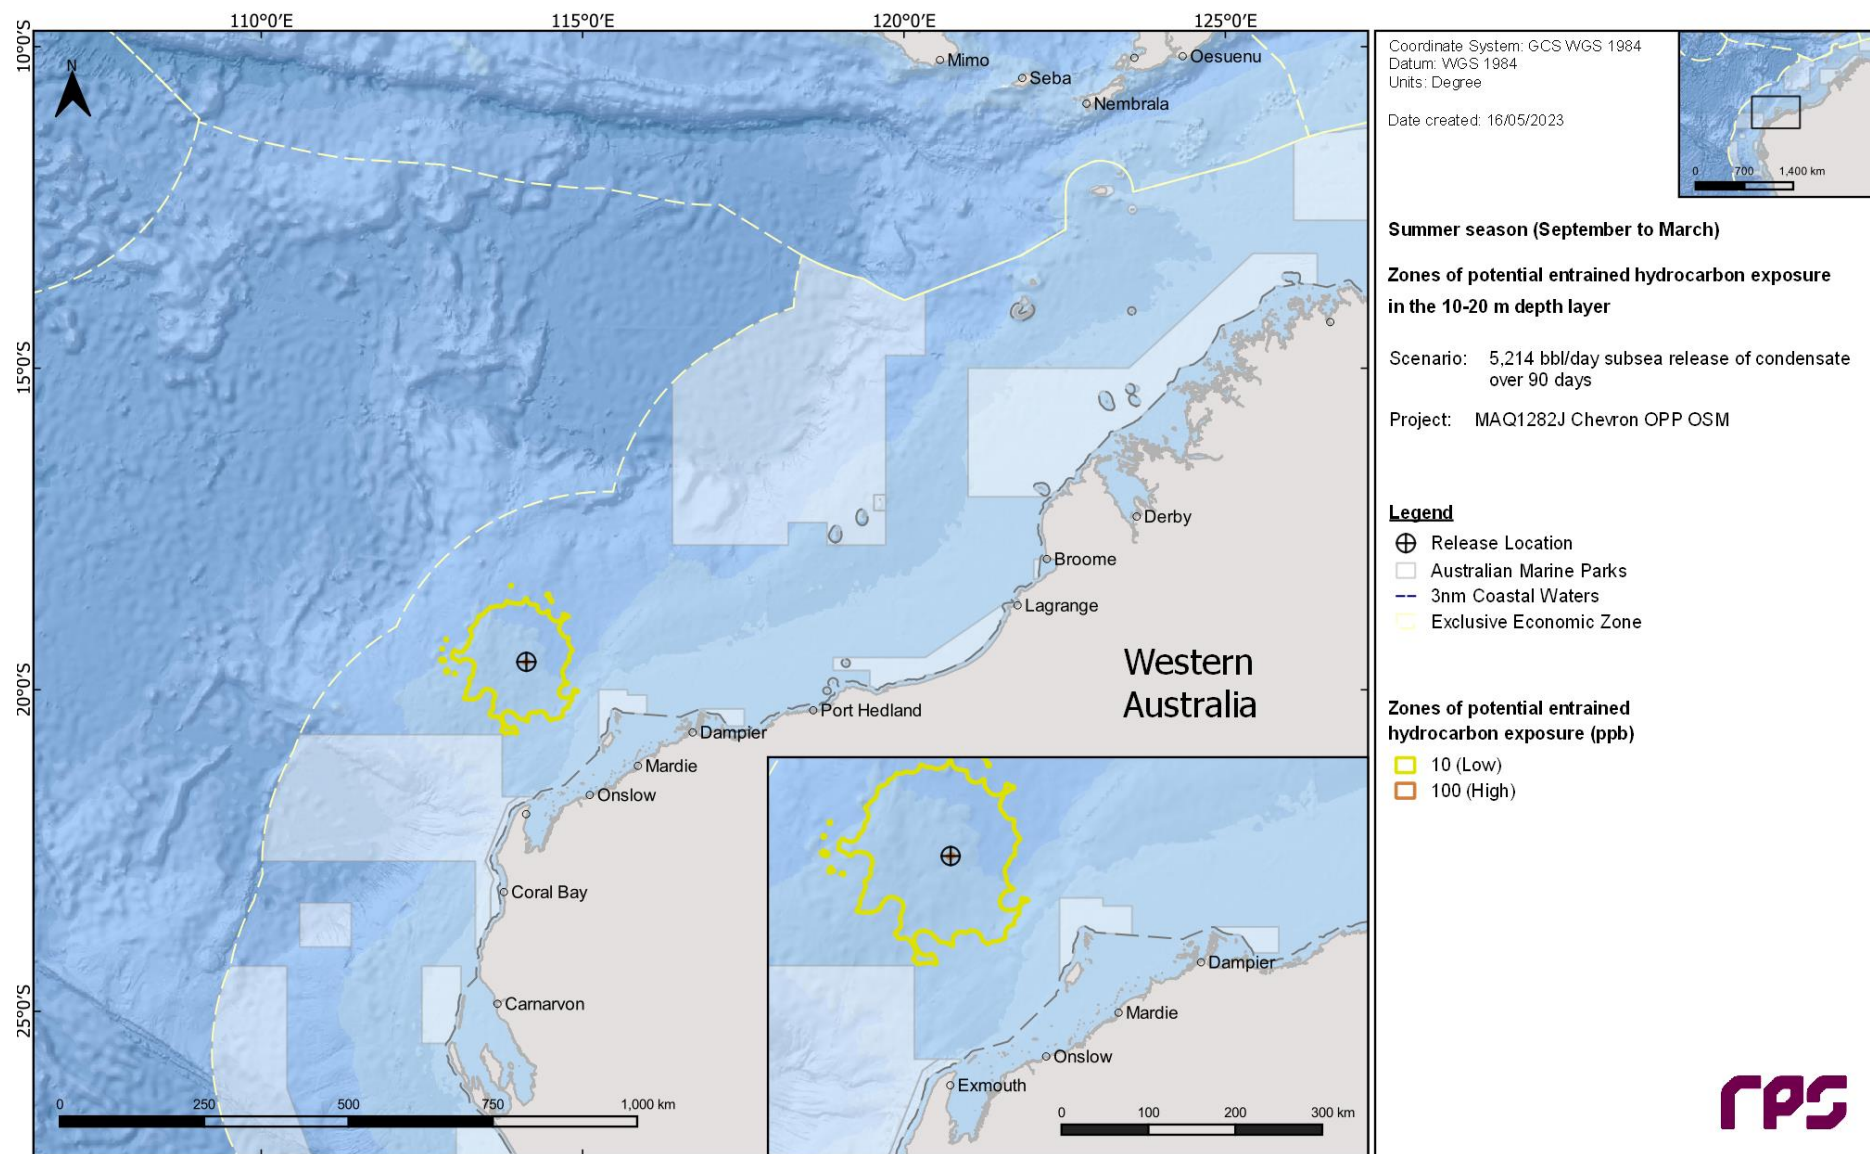 110°0'E 115°0'E 120°0'E 125°0'E
10°0'S
15°0'S
20°0'S
25°0'S
N
Mimo
Seba
Oesuenu
Nembrala
Derby
Broome
Lagrange
Western
Australia
Port Hedland
Dampier
Mardie
Onslow
Coral Bay
Carnarvon
0 250 500 750 1,000 km
Dampier
Mardie
Onslow
Exmouth
0 100 200 300 km
Coordinate System: GCS WGS 1984
Datum: WGS 1984
Units: Degree
Date created: 16/05/2023
0 700 1,400 km
Summer season (September to March)
Zones of potential entrained hydrocarbon exposure
in the 10-20 m depth layer
Scenario: 5,214 bbl/day subsea release of condensate
over 90 days
Project: MAQ1282J Chevron OPP OSM
Legend
Release Location
Australian Marine Parks
3nm Coastal Waters
Exclusive Economic Zone
Zones of potential entrained
hydrocarbon exposure (ppb)
10 (Low)
100 (High)
rps